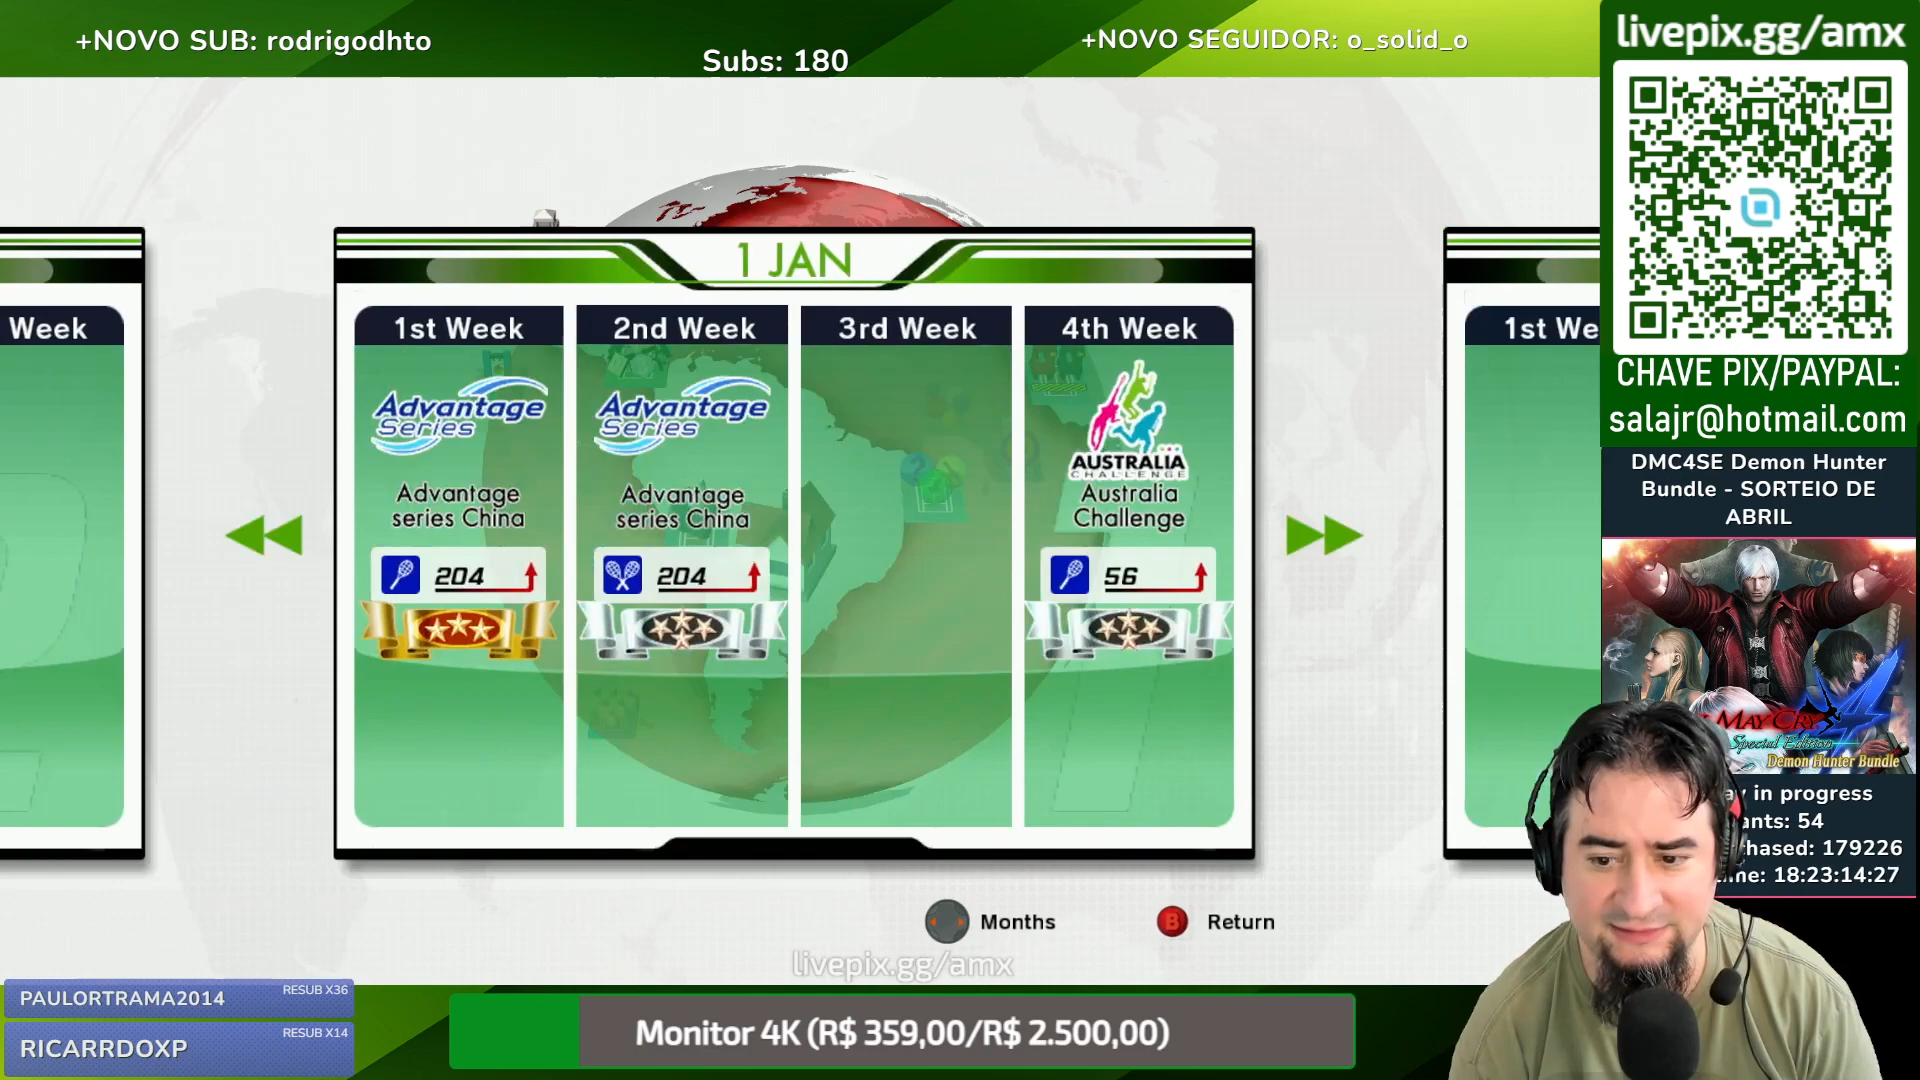 +NOVO SUB: rodrigodhto
Subs: 180
+NOVO SEGUIDOR: o_solid_o
livepix.gg/amx
CHAVE PIX/PAYPAL:
salajr@hotmail.com
DMC4SE Demon Hunter
Bundle - SORTEIO DE
ABRIL
MAY CRY 4
Special Edition
Demon Hunter Bundle
in progress
54
179226
18:23:14:27
1 JAN
Week
1st Week
2nd Week
3rd Week
4th Week
1st We
Advantage
Series
Advantage
series China
204
Advantage
Series
Advantage
series China
204
AUSTRALIA
CHALLENGE
Australia
Challenge
56
Months
B
Return
livepix.gg/amx
PAULORTRAMA2014
RESUB X36
RICARRDOXP
RESUB X14
Monitor 4K (R$ 359,00/R$ 2.500,00)